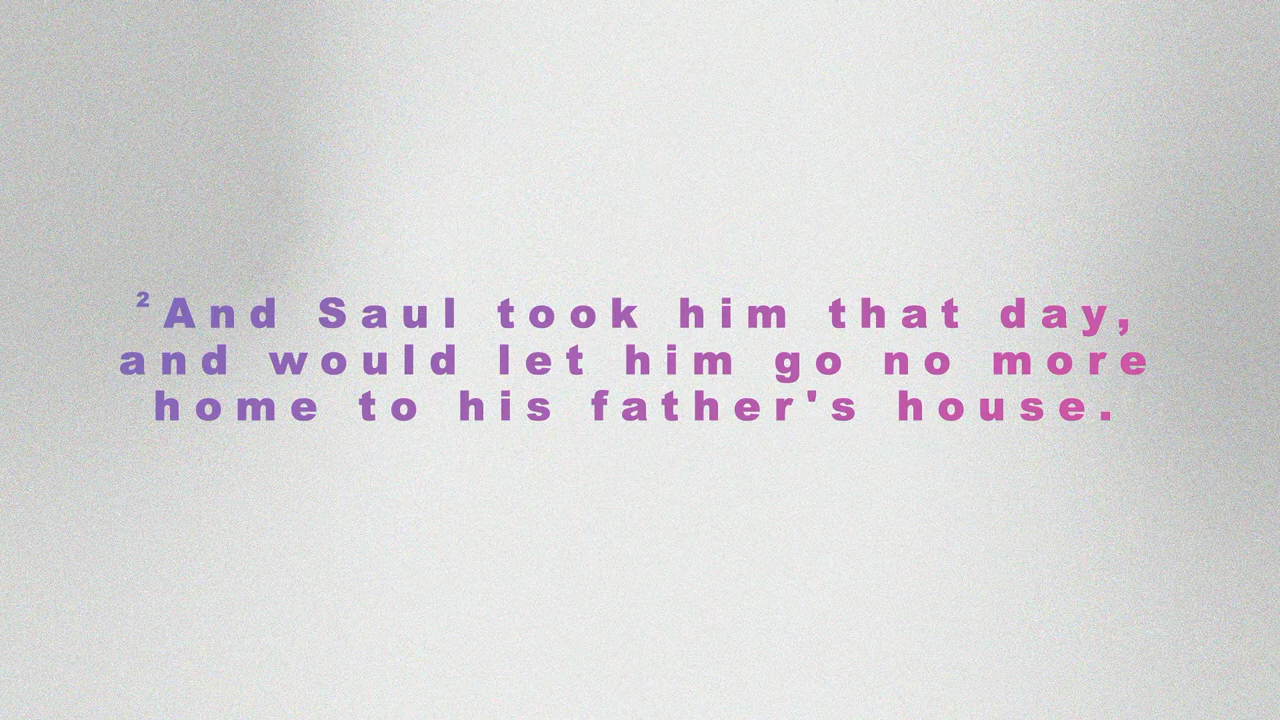 ²And Saul took him that day,
and would let him go no more
home to his father's house.